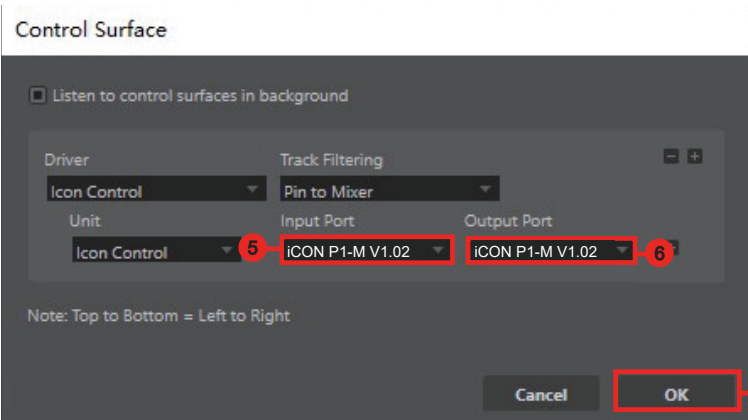 Control Surface
Listen to control surfaces in background
Driver Track Filtering
Icon Control Pin to Mixer
Unit Input Port Output Port
Icon Control 5 iCON P1-M V1.02 iCON P1-M V1.02 6
Note: Top to Bottom = Left to Right
Cancel OK